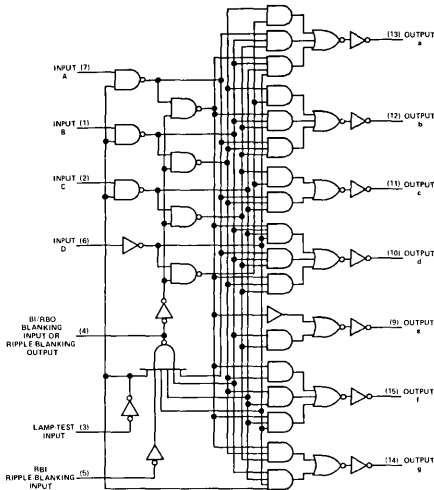 (13) OUTPUT
a
INPUT (7)
A
(12) OUTPUT
b
INPUT (1)
B
INPUT (2)
C
(11) OUTPUT
c
INPUT (6)
D
(10) OUTPUT
d
BI/RBO
BLANKING
INPUT OR
RIPPLE-BLANKING
OUTPUT
(4)
(9) OUTPUT
e
(15) OUTPUT
f
LAMP-TEST
INPUT
(3)
RBI
RIPPLE-BLANKING
INPUT
(5)
(14) OUTPUT
g